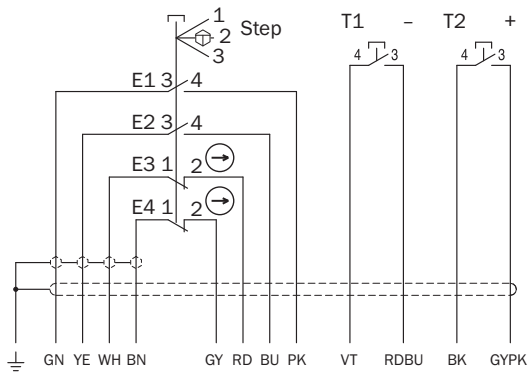 1
2 Step
3
T1 – T2 +
4 3 4 3
E1 3 4
E2 3 4
E3 1 2
E4 1 2
GN YE WH BN GY RD BU PK VT RDBU BK GYPK